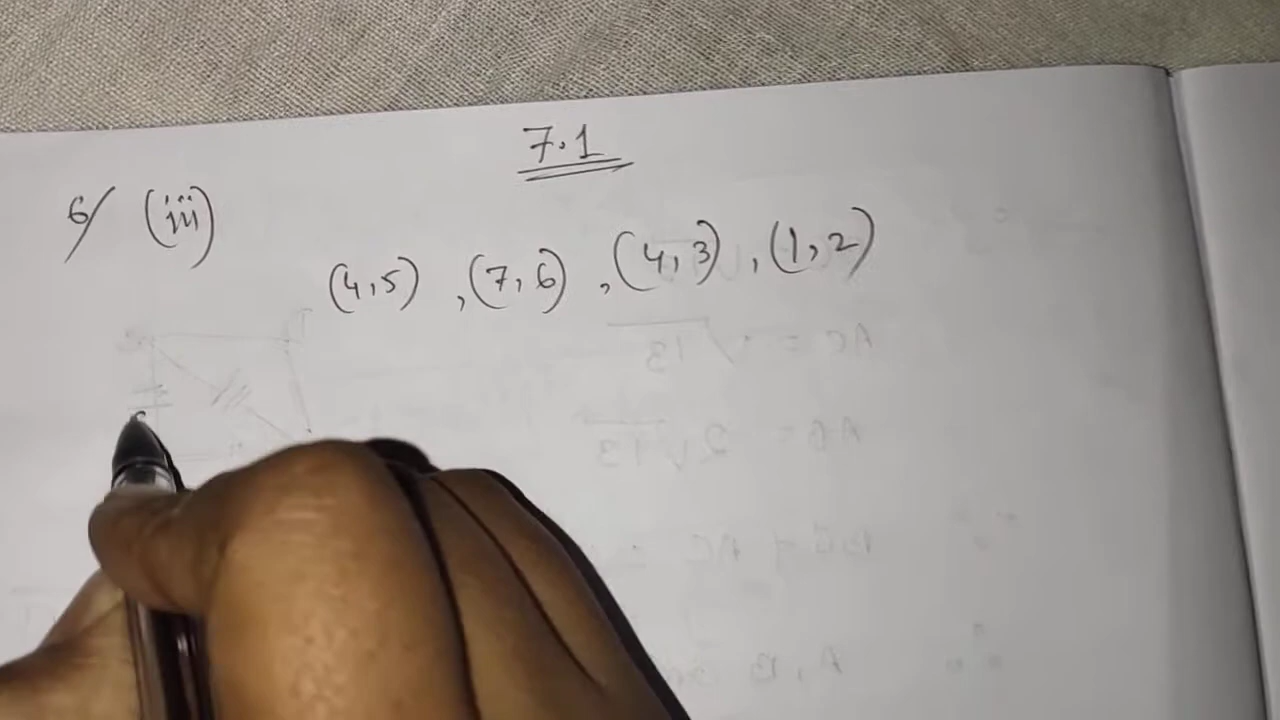 7.1
6/ (iii)
(4,5) , (7,6) , (4,3) , (1,2)